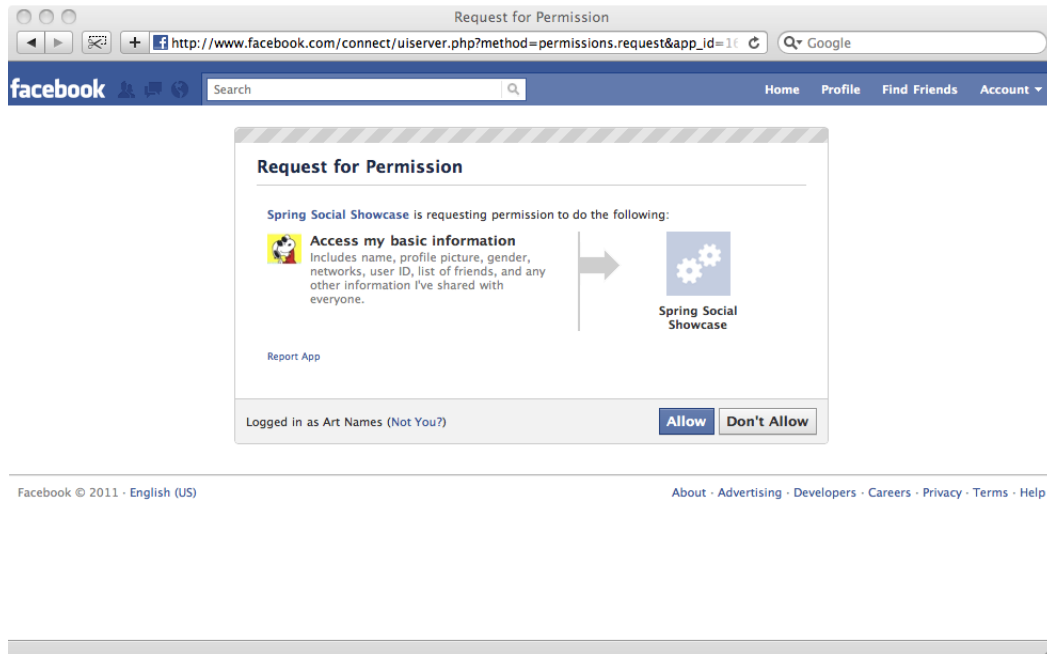 Request for Permission
http://www.facebook.com/connect/uiserver.php?method=permissions.request&app_id=16
Google
facebook
Search
Home Profile Find Friends Account
Request for Permission
Spring Social Showcase is requesting permission to do the following:
Access my basic information
Includes name, profile picture, gender,
networks, user ID, list of friends, and any
other information I've shared with
everyone.
Spring Social
Showcase
Report App
Logged in as Art Names (Not You?)
Allow Don't Allow
Facebook © 2011 · English (US)
About · Advertising · Developers · Careers · Privacy · Terms · Help